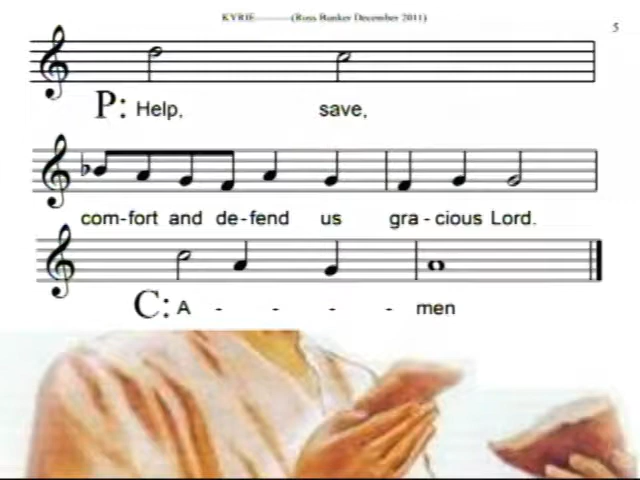 KYRIE----------(Russ Bunker December 2011)
5
P: Help, save,
com-fort and de-fend us gra-cious Lord.
C: A - - - - men